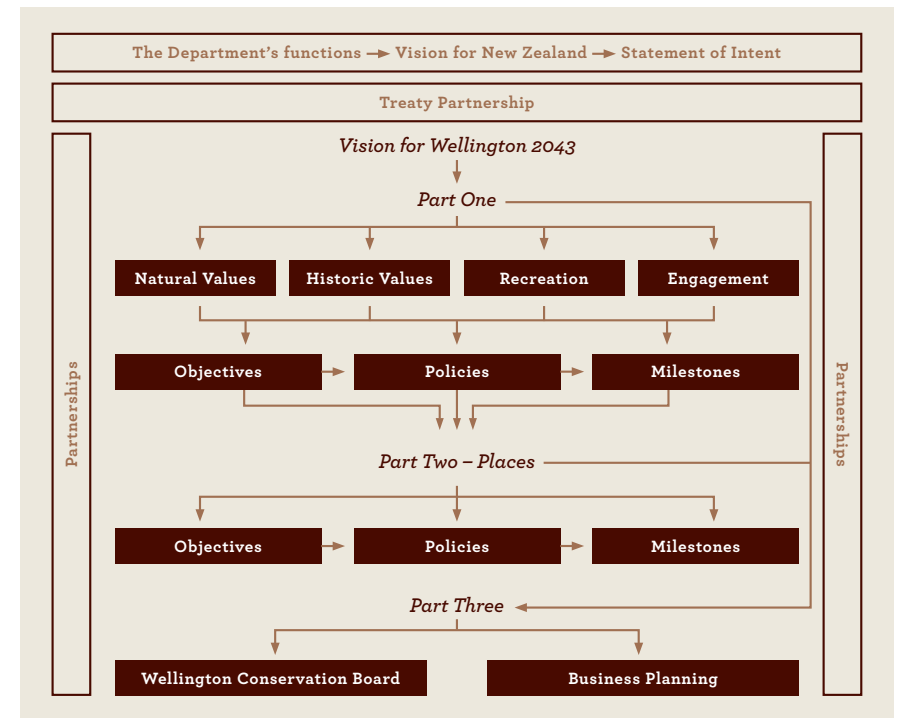 The Department’s functions → Vision for New Zealand → Statement of Intent
Treaty Partnership
Partnerships
Vision for Wellington 2043
Part One
Natural Values
Historic Values
Recreation
Engagement
Objectives
Policies
Milestones
Part Two – Places
Objectives
Policies
Milestones
Part Three
Wellington Conservation Board
Business Planning
Partnerships